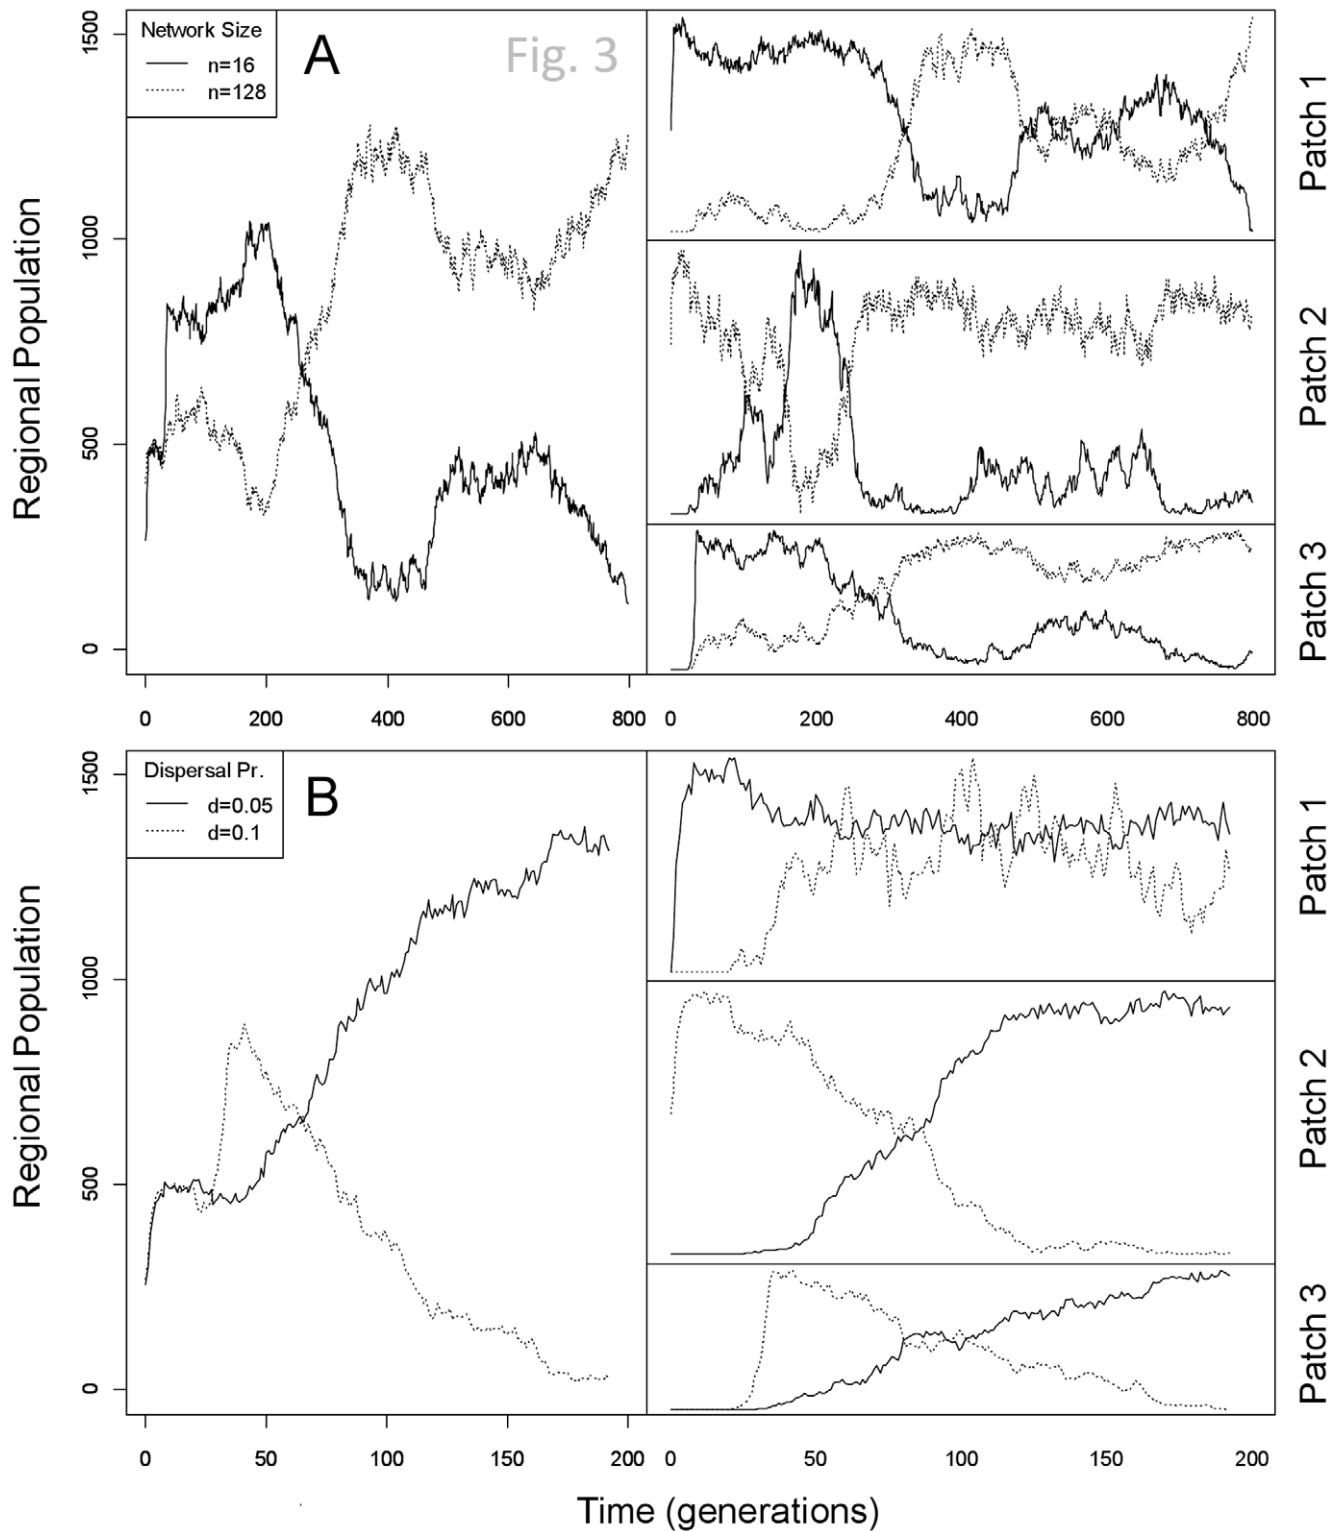 Network Size
n=16
n=128
A
Fig. 3
Regional Population
1500
1000
500
0
0 200 400 600 800
Patch 1
Patch 2
Patch 3
0 200 400 600 800
Dispersal Pr.
d=0.05
d=0.1
B
Regional Population
1500
1000
500
0
0 50 100 150 200
Patch 1
Patch 2
Patch 3
0 50 100 150 200
Time (generations)